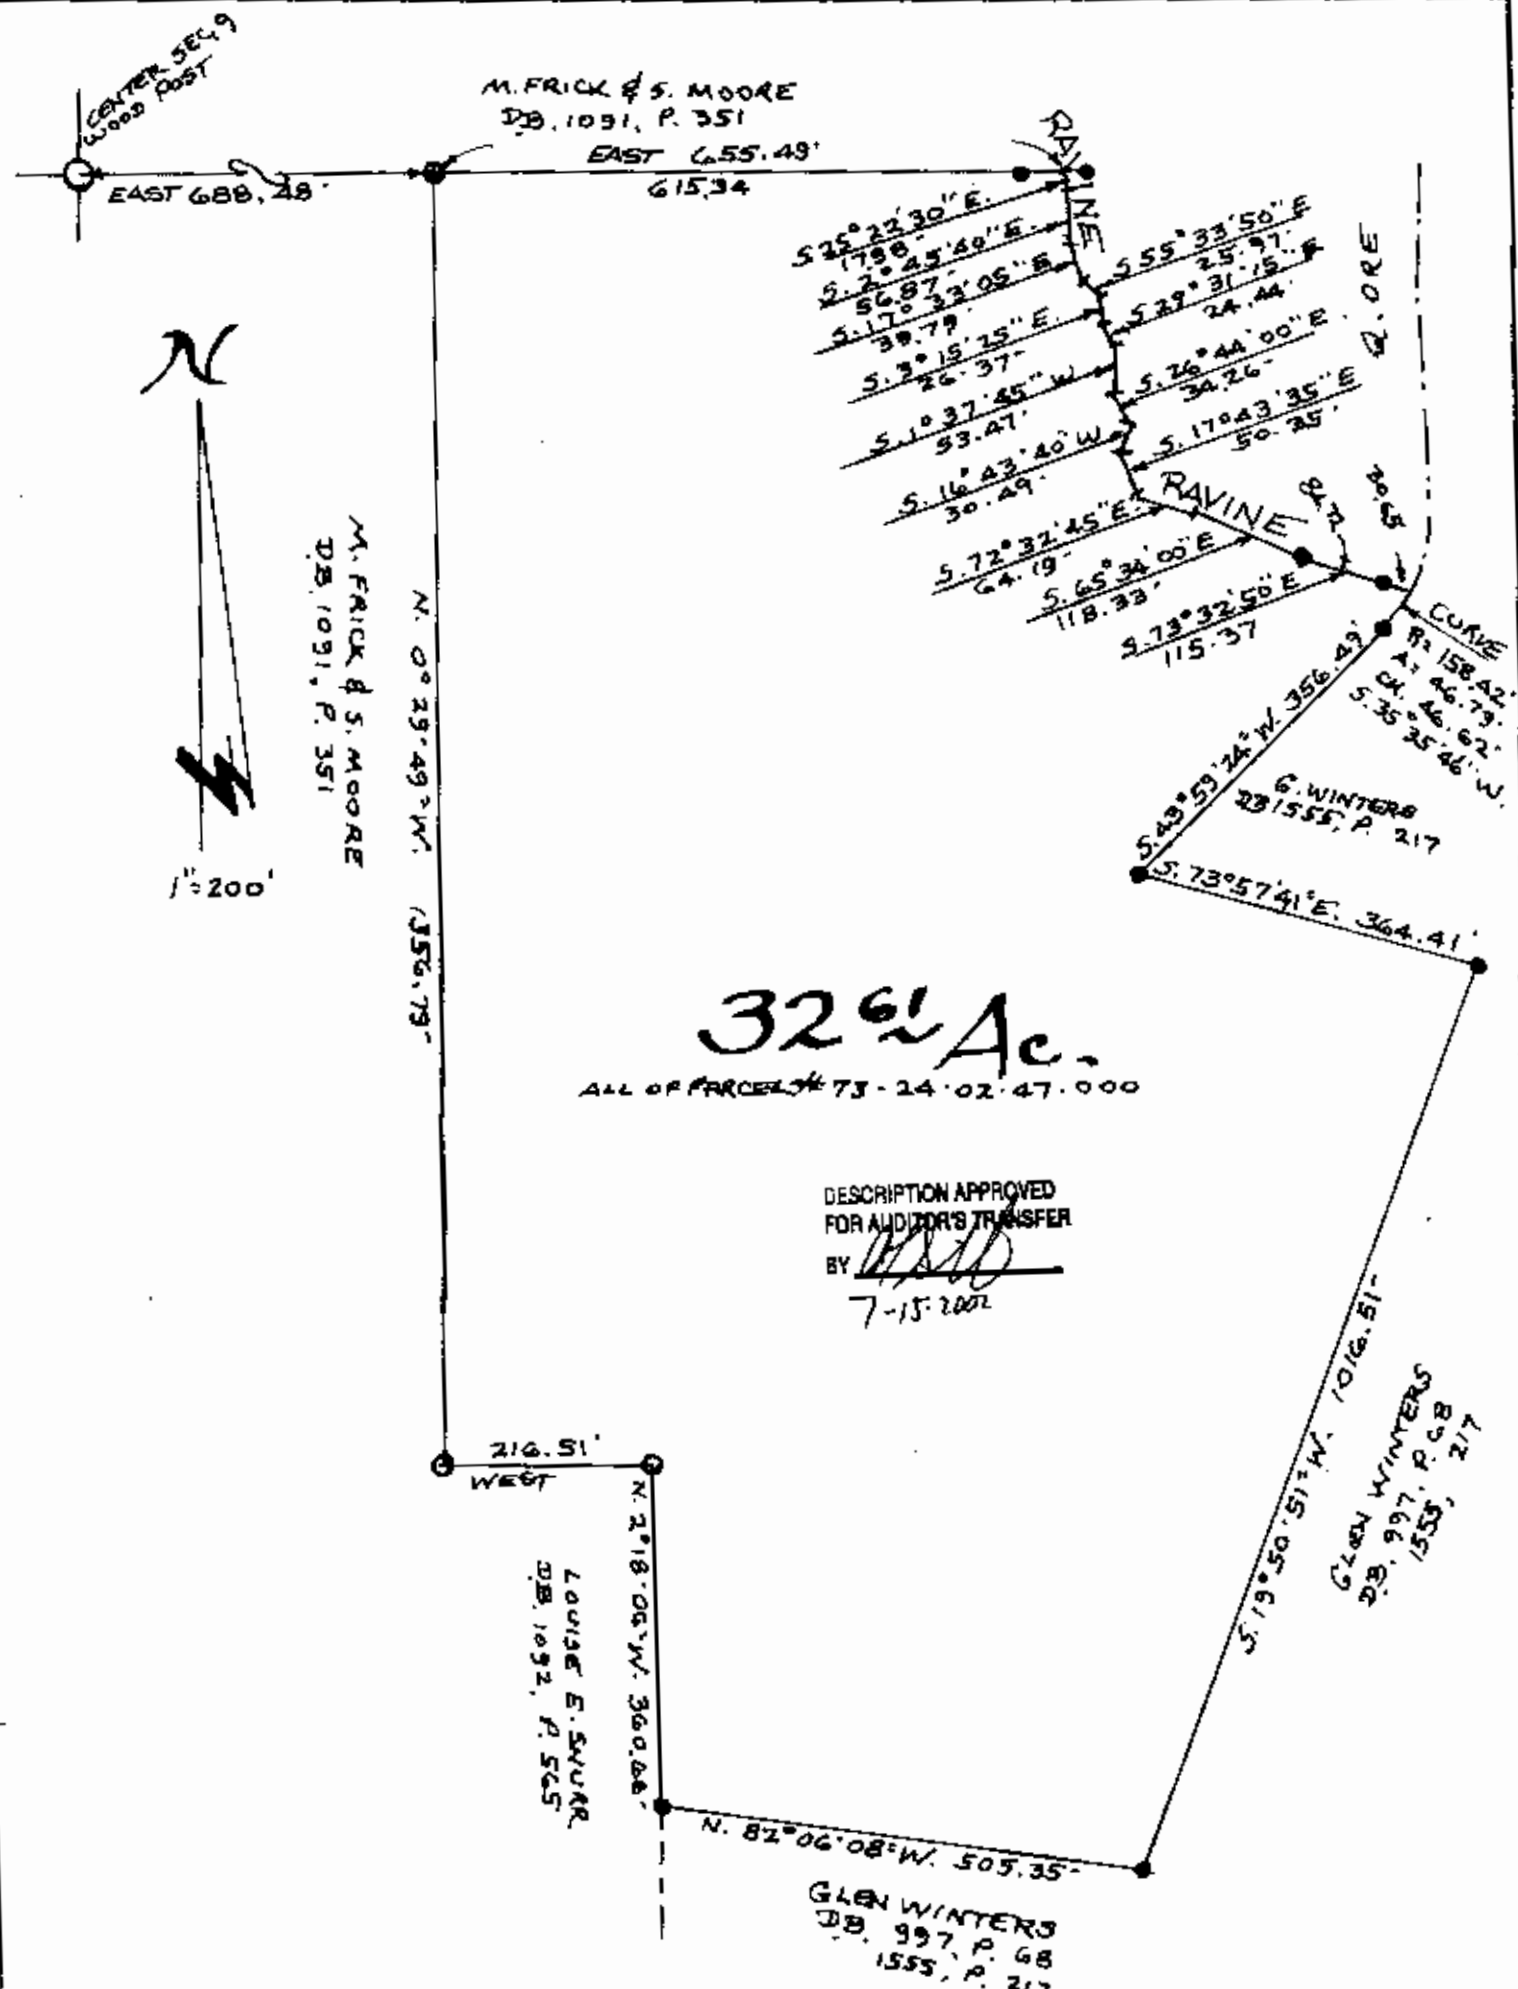 CENTER SEC. 9
WOOD POST
M. FRICK & S. MOORE
D.B. 1091, P. 351
EAST 655.49'
615.34
EAST 688.48'
RAVINE
S. 25° 22' 30" E.
17.98'
S. 2° 45' 40" E.
56.87'
S. 17° 33' 05" E.
39.79'
S. 3° 15' 25" E.
26.37'
S. 1° 37' 45" W.
53.47'
S. 16° 43' 40" W.
30.49'
S. 72° 32' 45" E.
64.19'
S. 65° 34' 00" E
118.33'
S. 73° 32' 50" E
115.37
S 55° 33' 50" E
25.97'
S 29° 31' 15" E
24.44'
S. 26° 44' 00" E
34.26'
S. 17° 43' 35" E
50.35'
RAVINE
84.72
30.65
Q. ORE
CURVE
R= 158.42'
A= 46.79'
CH. 46.62'
S. 35° 35' 46" W.
N
1"=200'
M. FRICK & S. MOORE
D.B. 1091, P. 351
N. 0° 29' 49" W. 1356.79'
S. 43° 59' 24" W. 356.49'
G. WINTERS
DB 1555, P. 217
S. 73° 57' 41" E. 364.41'
32 61 Ac.
ALL OF PARCEL # 73-24-02-47.000
DESCRIPTION APPROVED
FOR AUDITOR'S TRANSFER
BY
7-15-2002
S. 19° 50' 51" W. 1016.51'
GLEN WINTERS
D.B. 997, P. 68
1555, 217
216.51'
WEST
N. 2° 18' 06" W. 360.06'
LOUISE E. SNURR
D.B. 1092, P. 565
N. 82° 06' 08" W. 505.35'
GLEN WINTERS
D.B. 997, P. 68
1555, P. 217